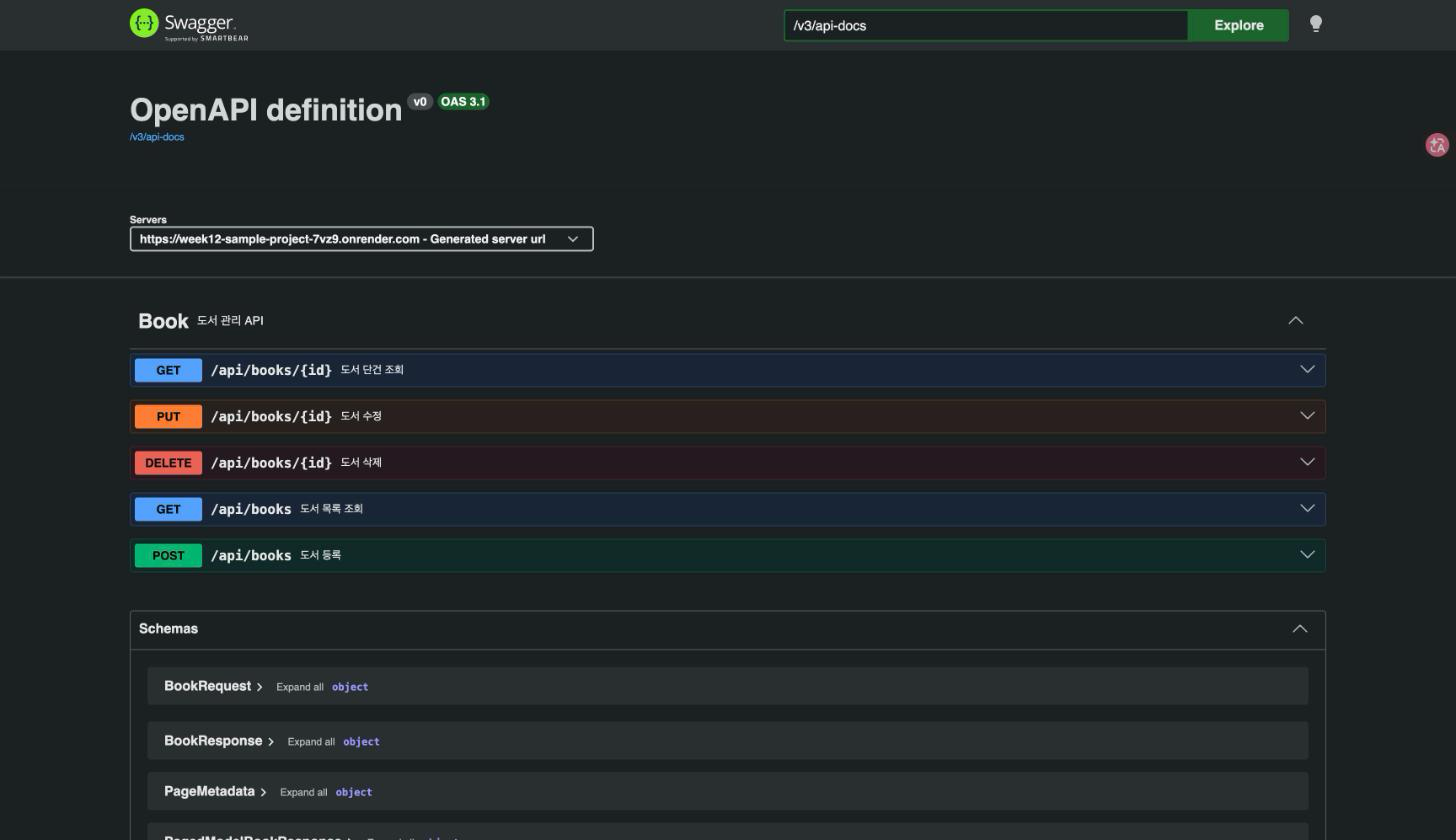 {···} Swagger.
Supported by SMARTBEAR
/v3/api-docs
Explore
OpenAPI definition v0 OAS 3.1
/v3/api-docs
Servers
https://week12-sample-project-7vz9.onrender.com - Generated server url
Book 도서 관리 API
GET /api/books/{id} 도서 단건 조회
PUT /api/books/{id} 도서 수정
DELETE /api/books/{id} 도서 삭제
GET /api/books 도서 목록 조회
POST /api/books 도서 등록
Schemas
BookRequest > Expand all object
BookResponse > Expand all object
PageMetadata > Expand all object
PagedModelBookResponse > Expand all object